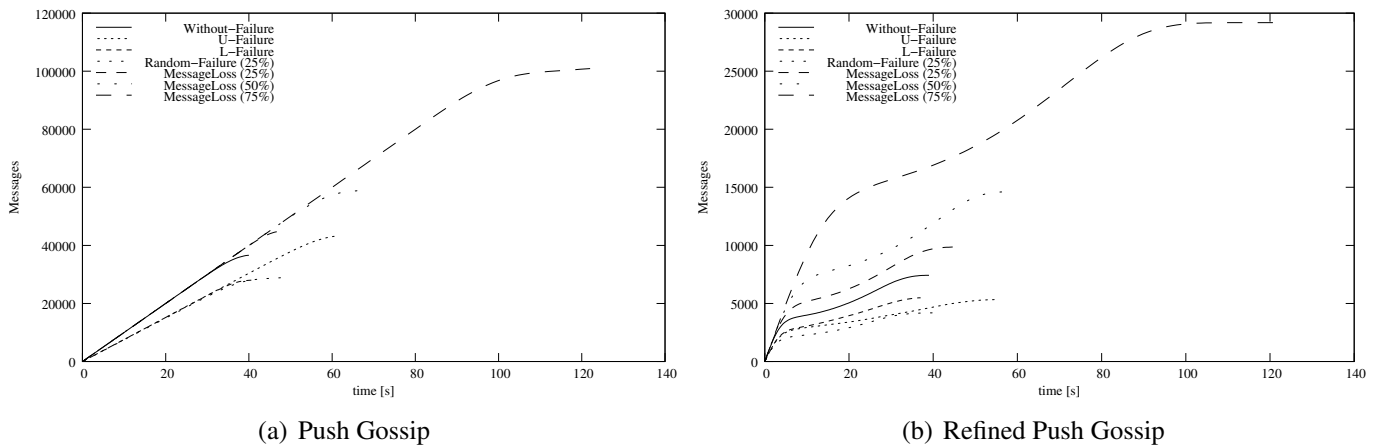 120000
100000
80000
60000
40000
20000
0
Messages
Without-Failure
U-Failure
L-Failure
Random-Failure (25%)
MessageLoss (25%)
MessageLoss (50%)
MessageLoss (75%)
0 20 40 60 80 100 120 140
time [s]
(a) Push Gossip
30000
25000
20000
15000
10000
5000
0
Messages
Without-Failure
U-Failure
L-Failure
Random-Failure (25%)
MessageLoss (25%)
MessageLoss (50%)
MessageLoss (75%)
0 20 40 60 80 100 120 140
time [s]
(b) Refined Push Gossip